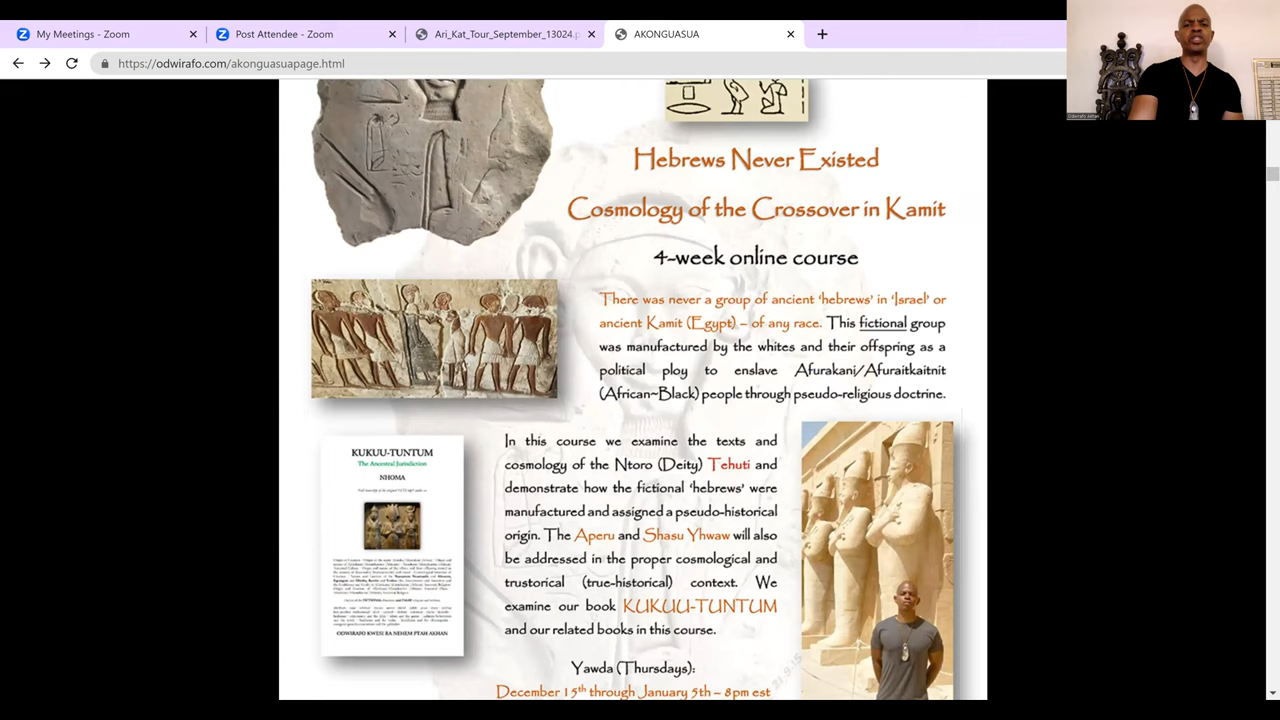 My Meetings - Zoom
Post Attendee - Zoom
Ari_Kat_Tour_September_13024.p
AKONGUASUA
https://odwirafo.com/akonguasuapage.html
Odwirafo Akhan
Hebrews Never Existed
Cosmology of the Crossover in Kamit
4-week online course
There was never a group of ancient 'hebrews' in 'Israel' or
ancient Kamit (Egypt) – of any race. This fictional group
was manufactured by the whites and their offspring as a
political ploy to enslave Afurakani/Afuraitkaitnit
(African~Black) people through pseudo-religious doctrine.
KUKUU-TUNTUM
The Ancestral Jurisdiction
NHOMA
In this course we examine the texts and
cosmology of the Ntoro (Deity) Tehuti and
demonstrate how the fictional 'hebrews' were
manufactured and assigned a pseudo-historical
origin. The Aperu and Shasu Yhwaw will also
be addressed in the proper cosmological and
trustorical (true-historical) context. We
examine our book KUKUU-TUNTUM
and our related books in this course.
ODWIRAFO KWESI RA NEHEM PTAH AKHAN
Yawda (Thursdays):
December 15th through January 5th – 8pm est
21.9.15